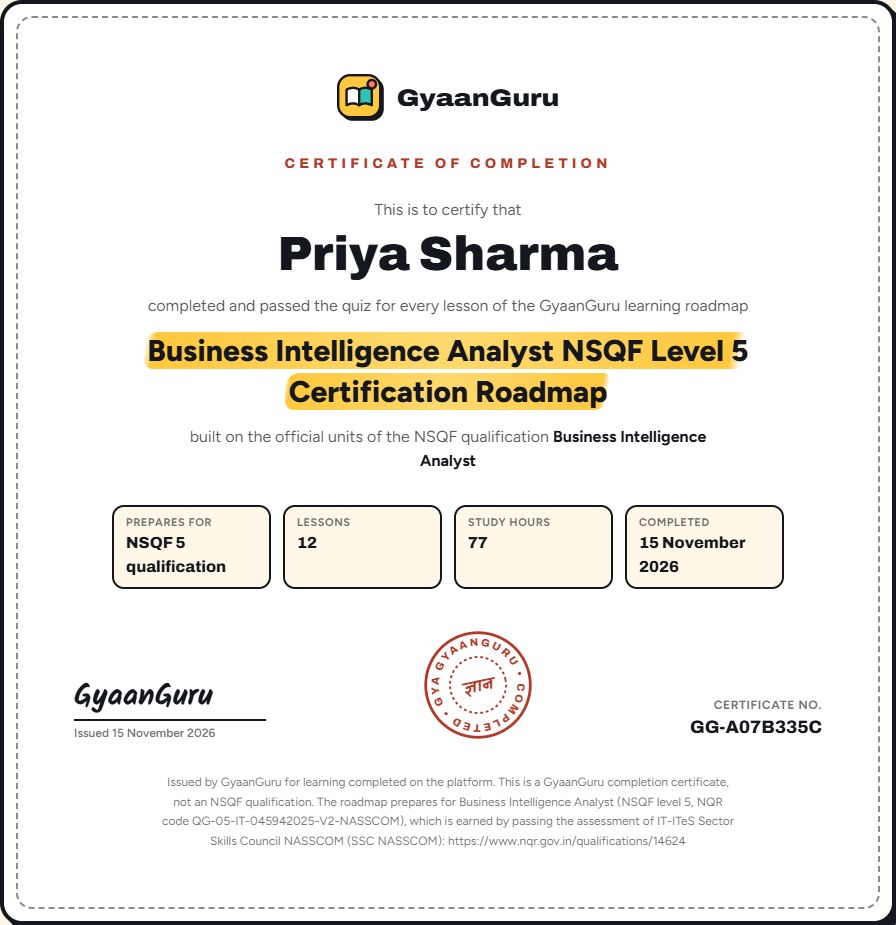 GyaanGuru
CERTIFICATE OF COMPLETION
This is to certify that
Priya Sharma
completed and passed the quiz for every lesson of the GyaanGuru learning roadmap
Business Intelligence Analyst NSQF Level 5
Certification Roadmap
built on the official units of the NSQF qualification Business Intelligence
Analyst
PREPARES FOR
NSQF 5
qualification
LESSONS
12
STUDY HOURS
77
COMPLETED
15 November
2026
GyaanGuru
Issued 15 November 2026
GYAANGURU • COMPLETED • GYA
ज्ञान
CERTIFICATE NO.
GG-A07B335C
Issued by GyaanGuru for learning completed on the platform. This is a GyaanGuru completion certificate,
not an NSQF qualification. The roadmap prepares for Business Intelligence Analyst (NSQF level 5, NQR
code QG-05-IT-045942025-V2-NASSCOM), which is earned by passing the assessment of IT-ITeS Sector
Skills Council NASSCOM (SSC NASSCOM): https://www.nqr.gov.in/qualifications/14624